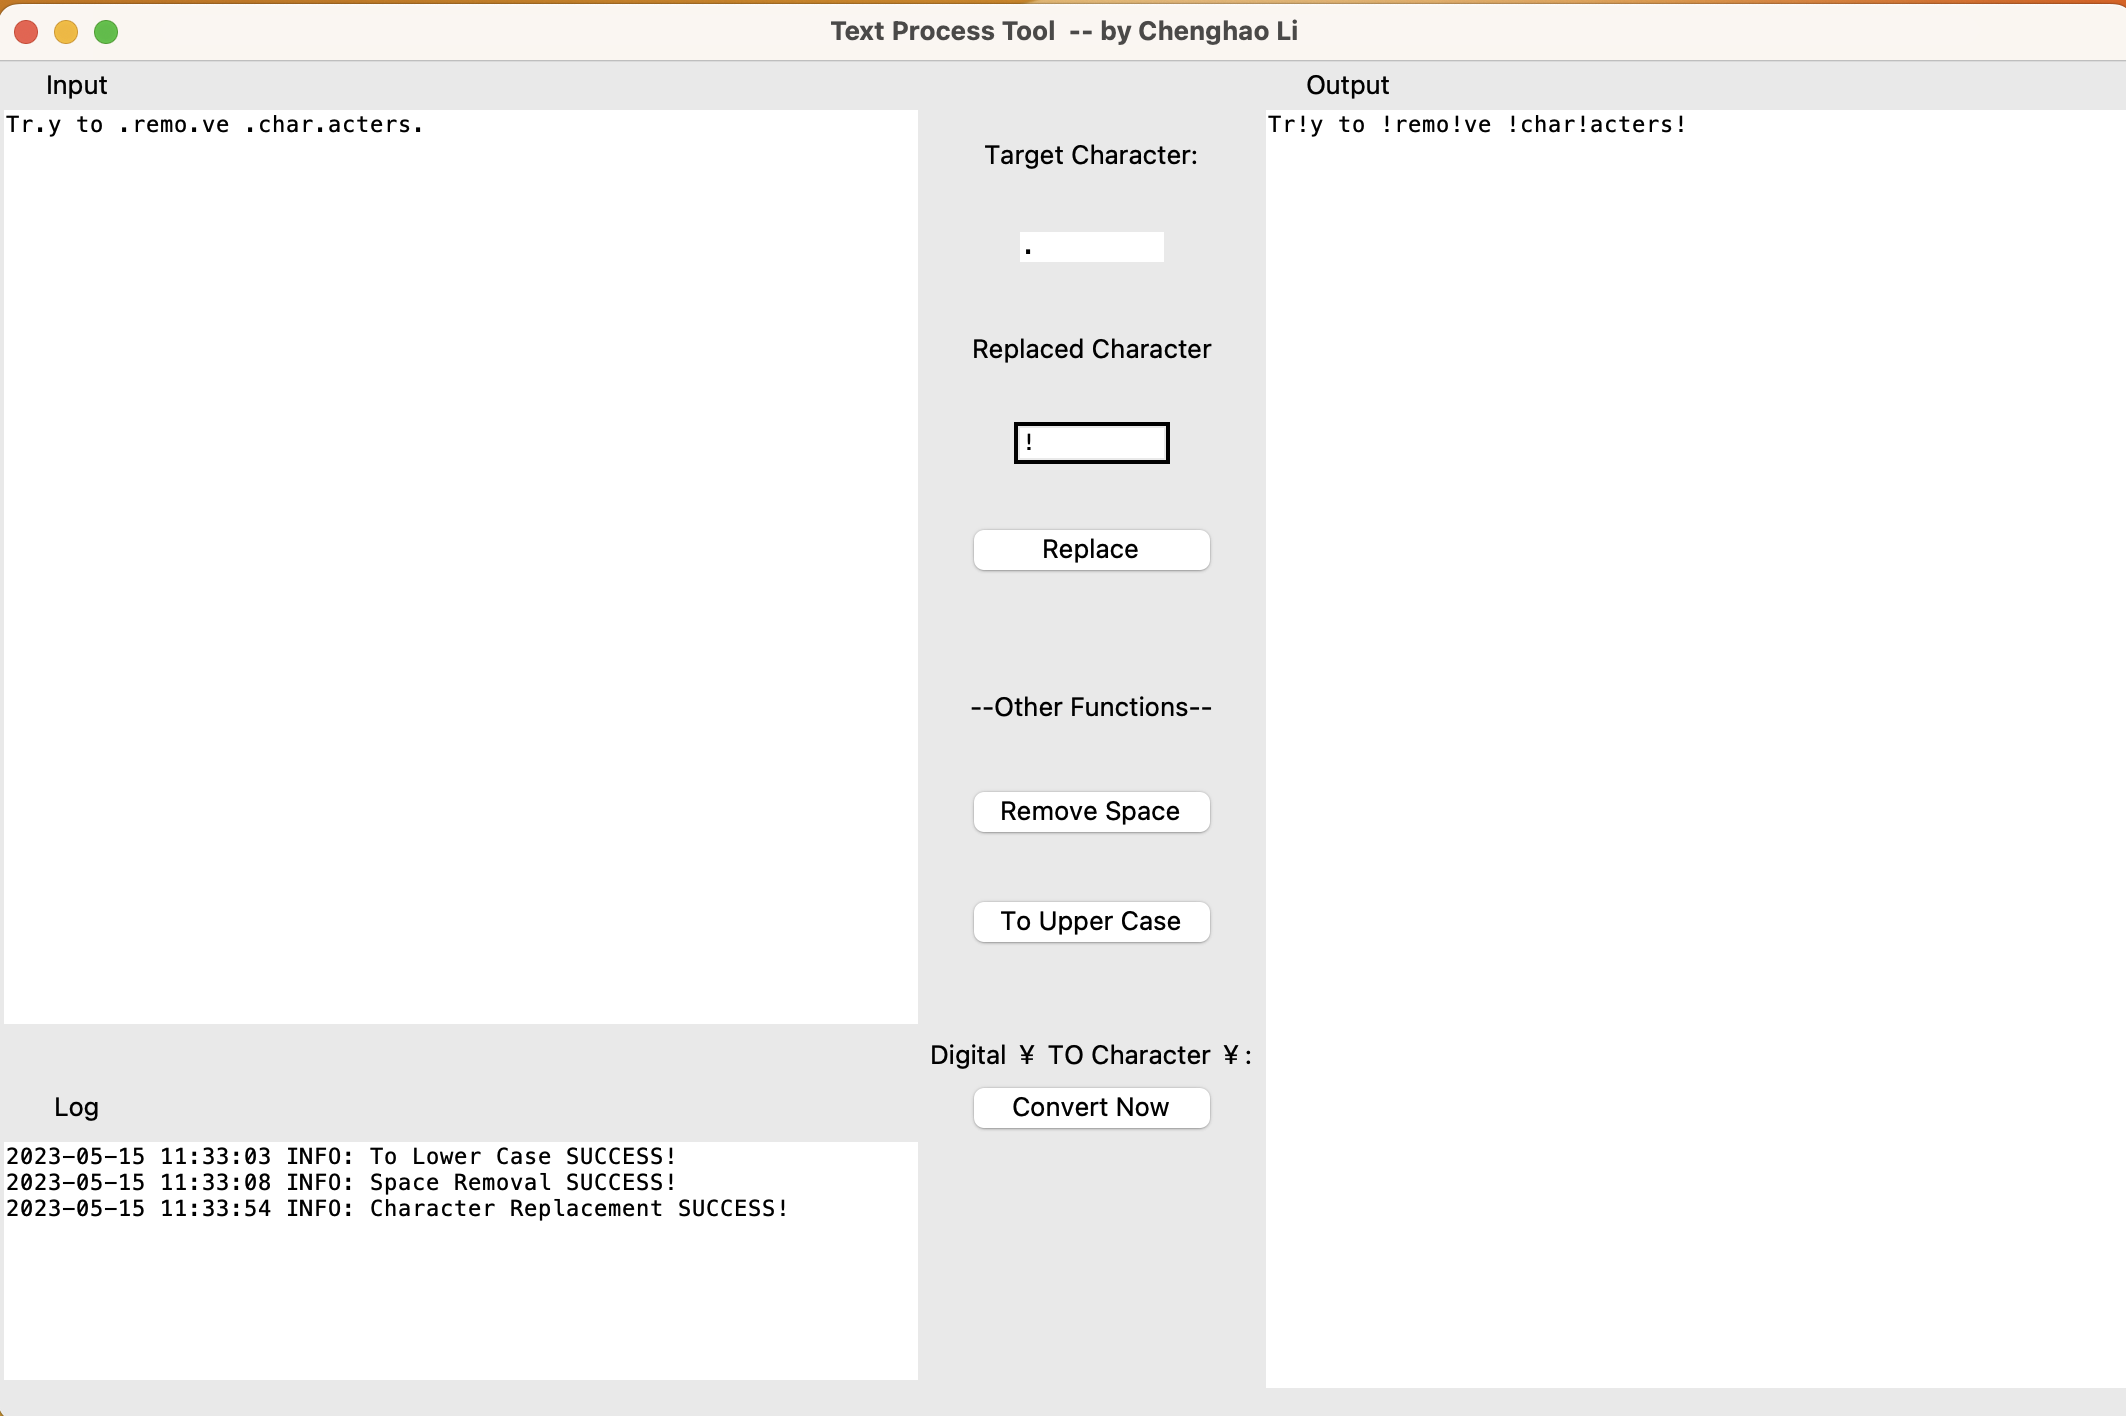 Text Process Tool  -- by Chenghao Li
Input
Tr.y to .remo.ve .char.acters.
Target Character:
.
Replaced Character
!
Replace
--Other Functions--
Remove Space
To Upper Case
Digital ¥ TO Character ¥:
Convert Now
Output
Tr!y to !remo!ve !char!acters!
Log
2023-05-15 11:33:03 INFO: To Lower Case SUCCESS!
2023-05-15 11:33:08 INFO: Space Removal SUCCESS!
2023-05-15 11:33:54 INFO: Character Replacement SUCCESS!